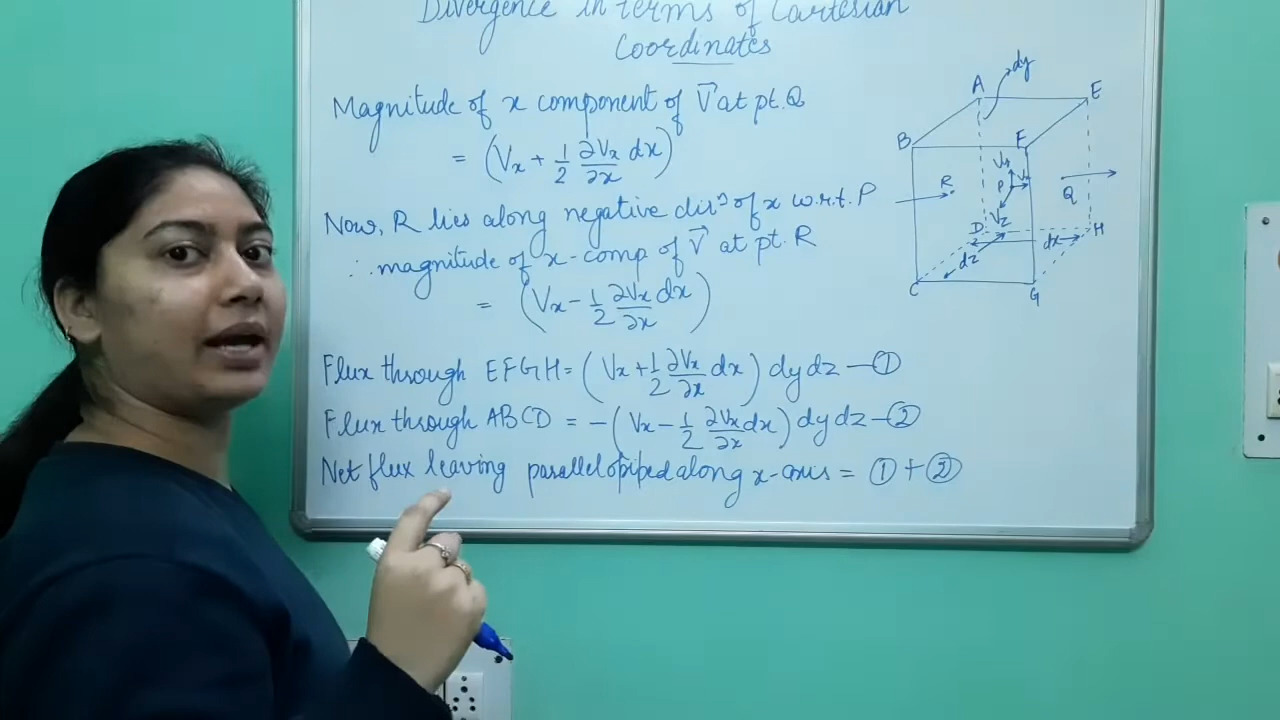 Divergence in terms of Cartesian
Coordinates
Magnitude of x component of V⃗ at pt. Q
= (Vx + 1/2 ∂Vx/∂x dx)
Now, R lies along negative dirⁿ of x w.r.t. P
∴ magnitude of x-comp of V⃗ at pt. R
= (Vx - 1/2 ∂Vx/∂x dx)
Flux through EFGH = (Vx + 1/2 ∂Vx/∂x dx) dy dz — ①
Flux through ABCD = - (Vx - 1/2 ∂Vx/∂x dx) dy dz — ②
Net flux leaving parallelopiped along x-axis = ① + ②
dy
A
E
B
F
R
P
Q
Vz
D
H
dx
dz
C
G